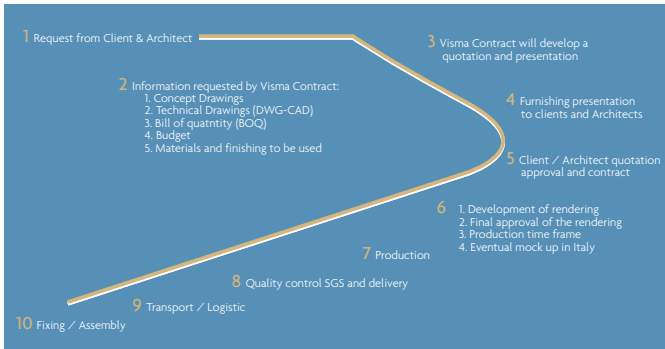 1 Request from Client & Architect
2 Information requested by Visma Contract:
1. Concept Drawings
2. Technical Drawings (DWG-CAD)
3. Bill of quatntity (BOQ)
4. Budget
5. Materials and finishing to be used
3 Visma Contract will develop a
quotation and presentation
4 Furnishing presentation
to clients and Architects
5 Client / Architect quotation
approval and contract
6 1. Development of rendering
2. Final approval of the rendering
3. Production time frame
4. Eventual mock up in Italy
7 Production
8 Quality control SGS and delivery
9 Transport / Logistic
10 Fixing / Assembly